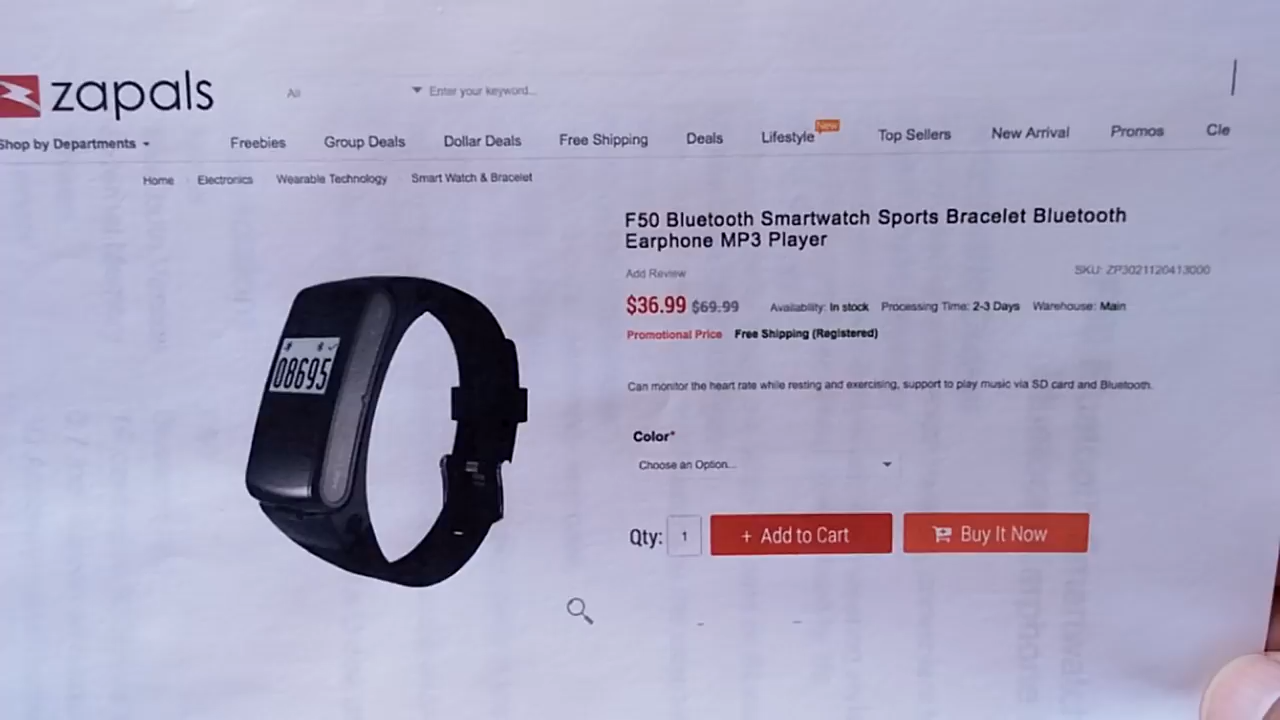 zapals
All
Enter your keyword...
Shop by Departments
Freebies Group Deals Dollar Deals Free Shipping Deals Lifestyle New Top Sellers New Arrival Promos Cle
Home Electronics Wearable Technology Smart Watch & Bracelet
F50 Bluetooth Smartwatch Sports Bracelet Bluetooth
Earphone MP3 Player
Add Review
SKU: ZP3021120413000
$36.99 $69.99 Availability: In stock Processing Time: 2-3 Days Warehouse: Main
Promotional Price Free Shipping (Registered)
08695
Can monitor the heart rate while resting and exercising, support to play music via SD card and Bluetooth.
Color*
Choose an Option...
Qty: 1 + Add to Cart Buy It Now